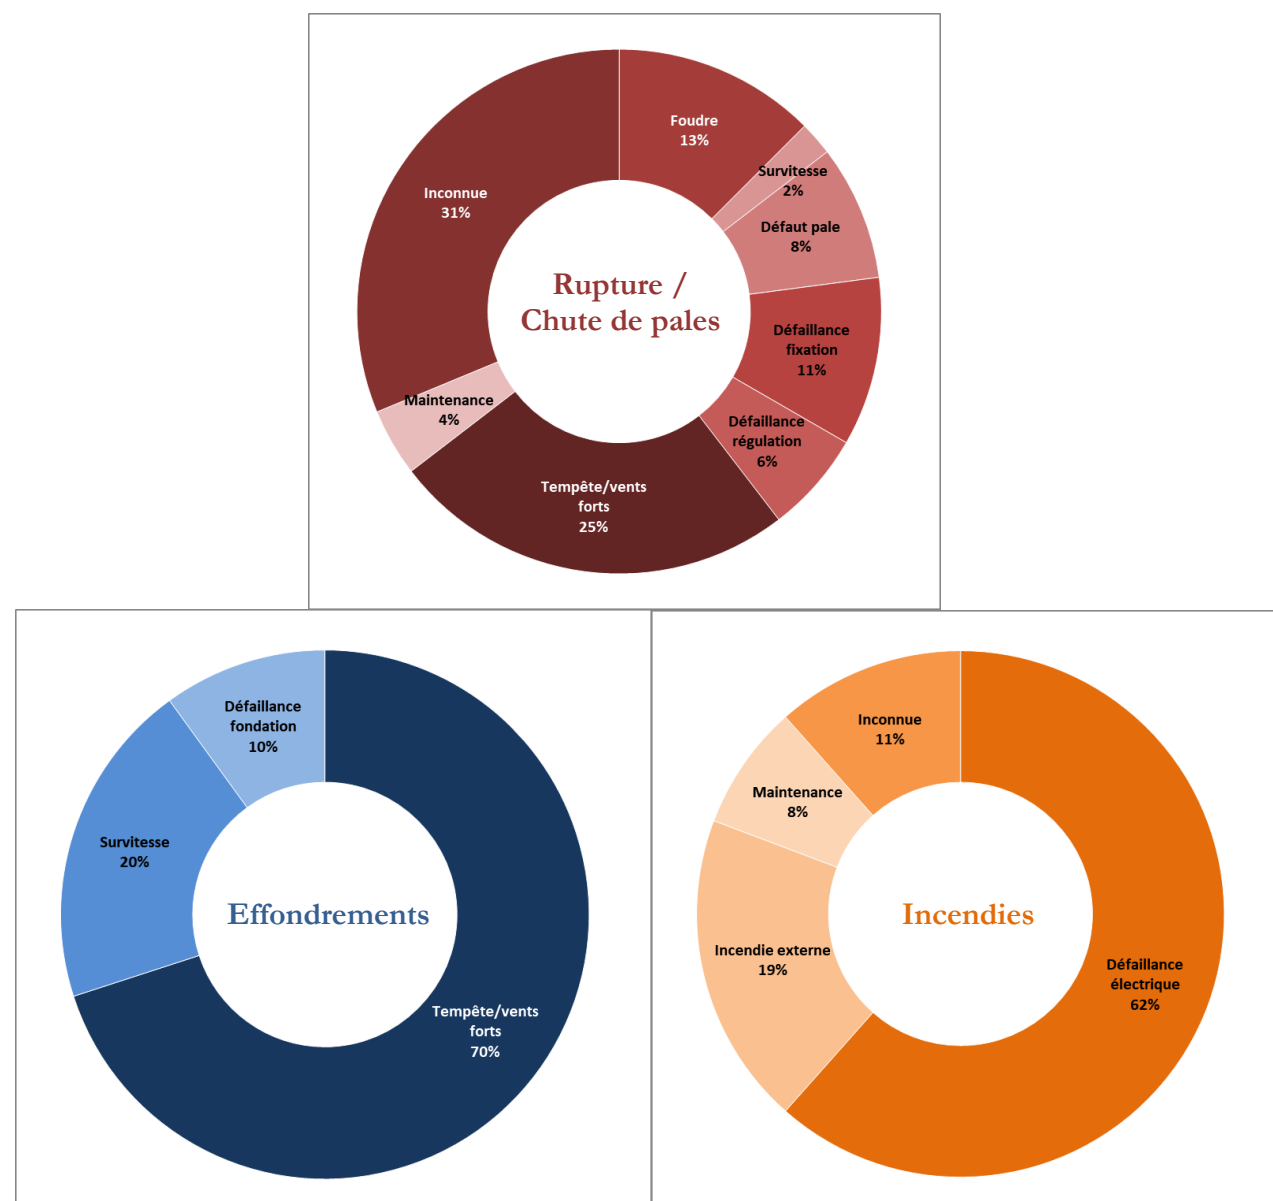 Foudre
13%
Survitesse
2%
Défaut pale
8%
Défaillance
fixation
11%
Défaillance
régulation
6%
Tempête/vents
forts
25%
Maintenance
4%
Inconnue
31%
Rupture /
Chute de pales
Défaillance
fondation
10%
Survitesse
20%
Tempête/vents
forts
70%
Effondrements
Inconnue
11%
Maintenance
8%
Incendie externe
19%
Défaillance
électrique
62%
Incendies